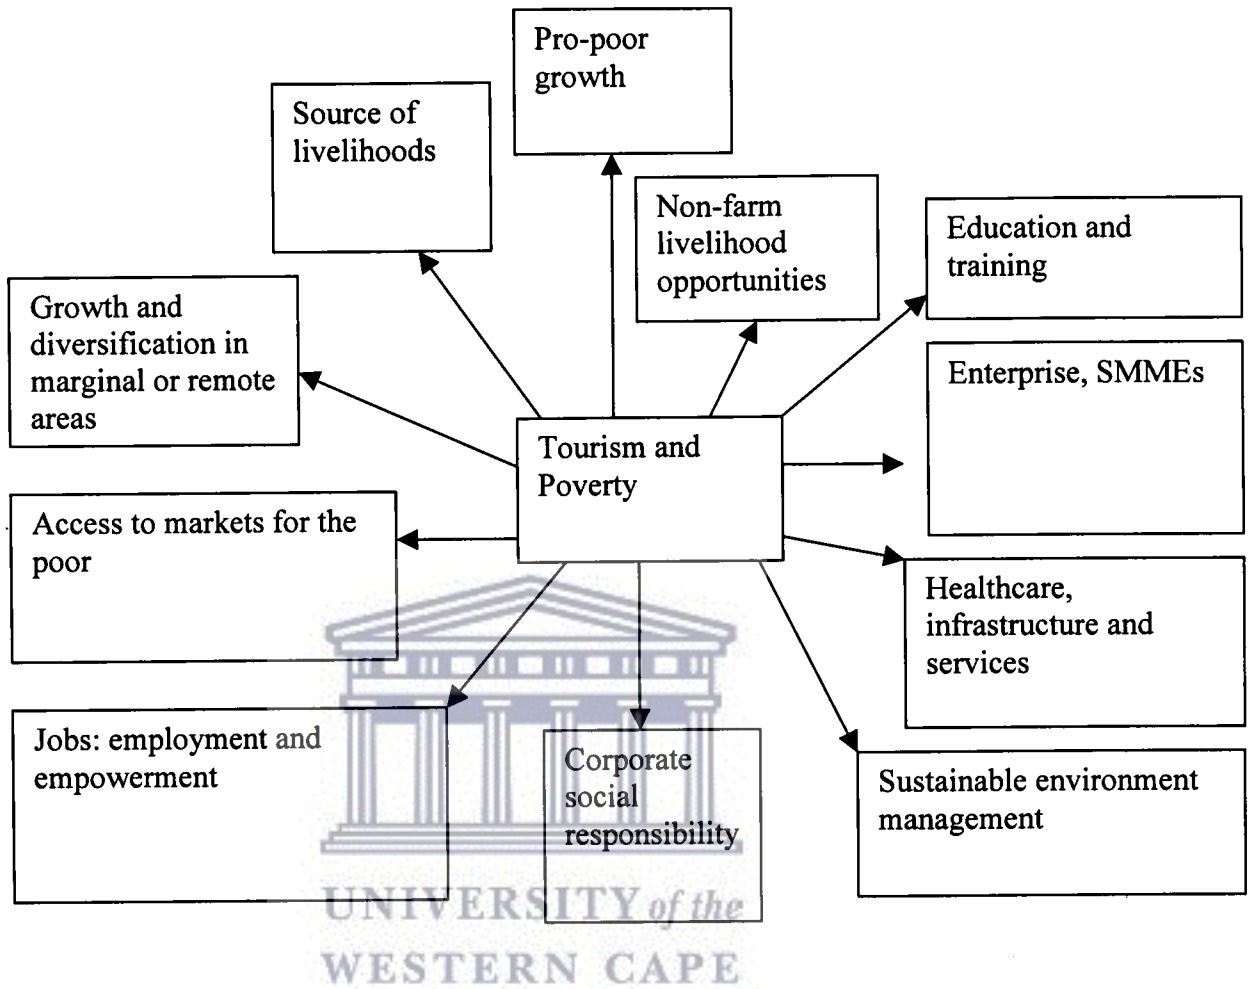 Pro-poor
growth
Source of
livelihoods
Non-farm
livelihood
opportunities
Education and
training
Growth and
diversification in
marginal or remote
areas
Enterprise, SMMEs
Tourism and
Poverty
Access to markets for the
poor
Healthcare,
infrastructure and
services
Jobs: employment and
empowerment
Corporate
social
responsibility
Sustainable environment
management
UNIVERSITY of the
WESTERN CAPE